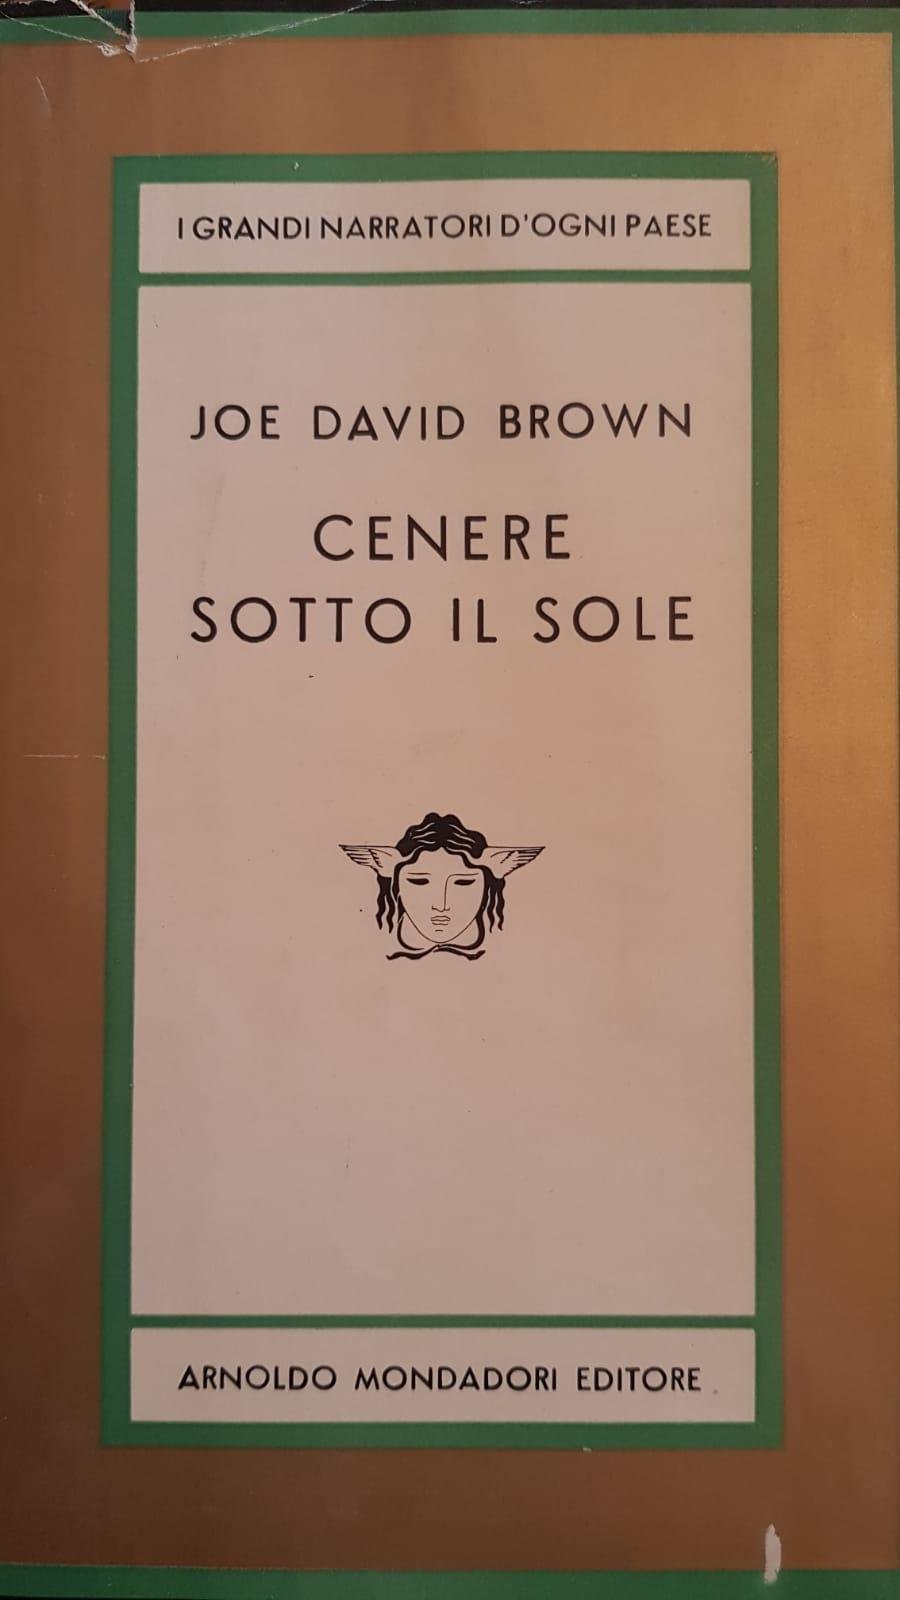 I GRANDI NARRATORI D'OGNI PAESE
JOE DAVID BROWN
CENERE
SOTTO IL SOLE
ARNOLDO MONDADORI EDITORE